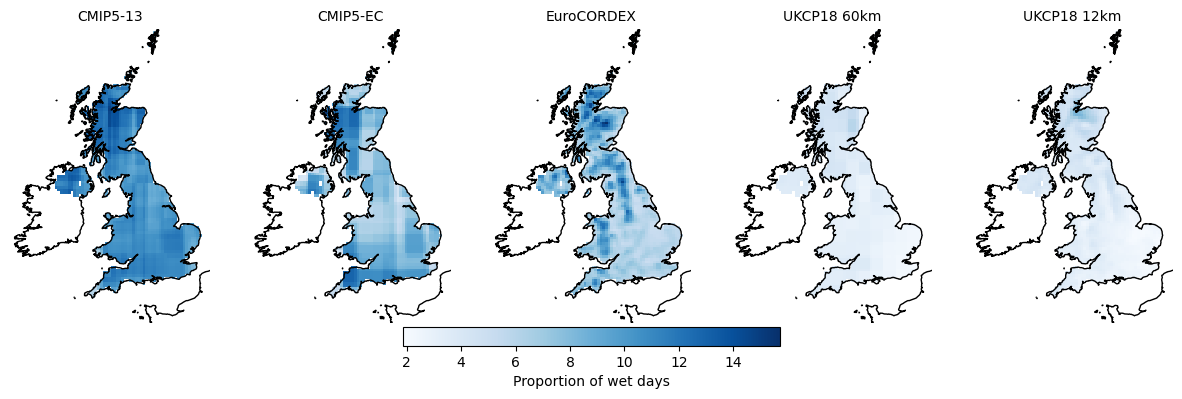 CMIP5-13 CMIP5-EC EuroCORDEX UKCP18 60km UKCP18 12km
2 4 6 8 10 12 14
Proportion of wet days